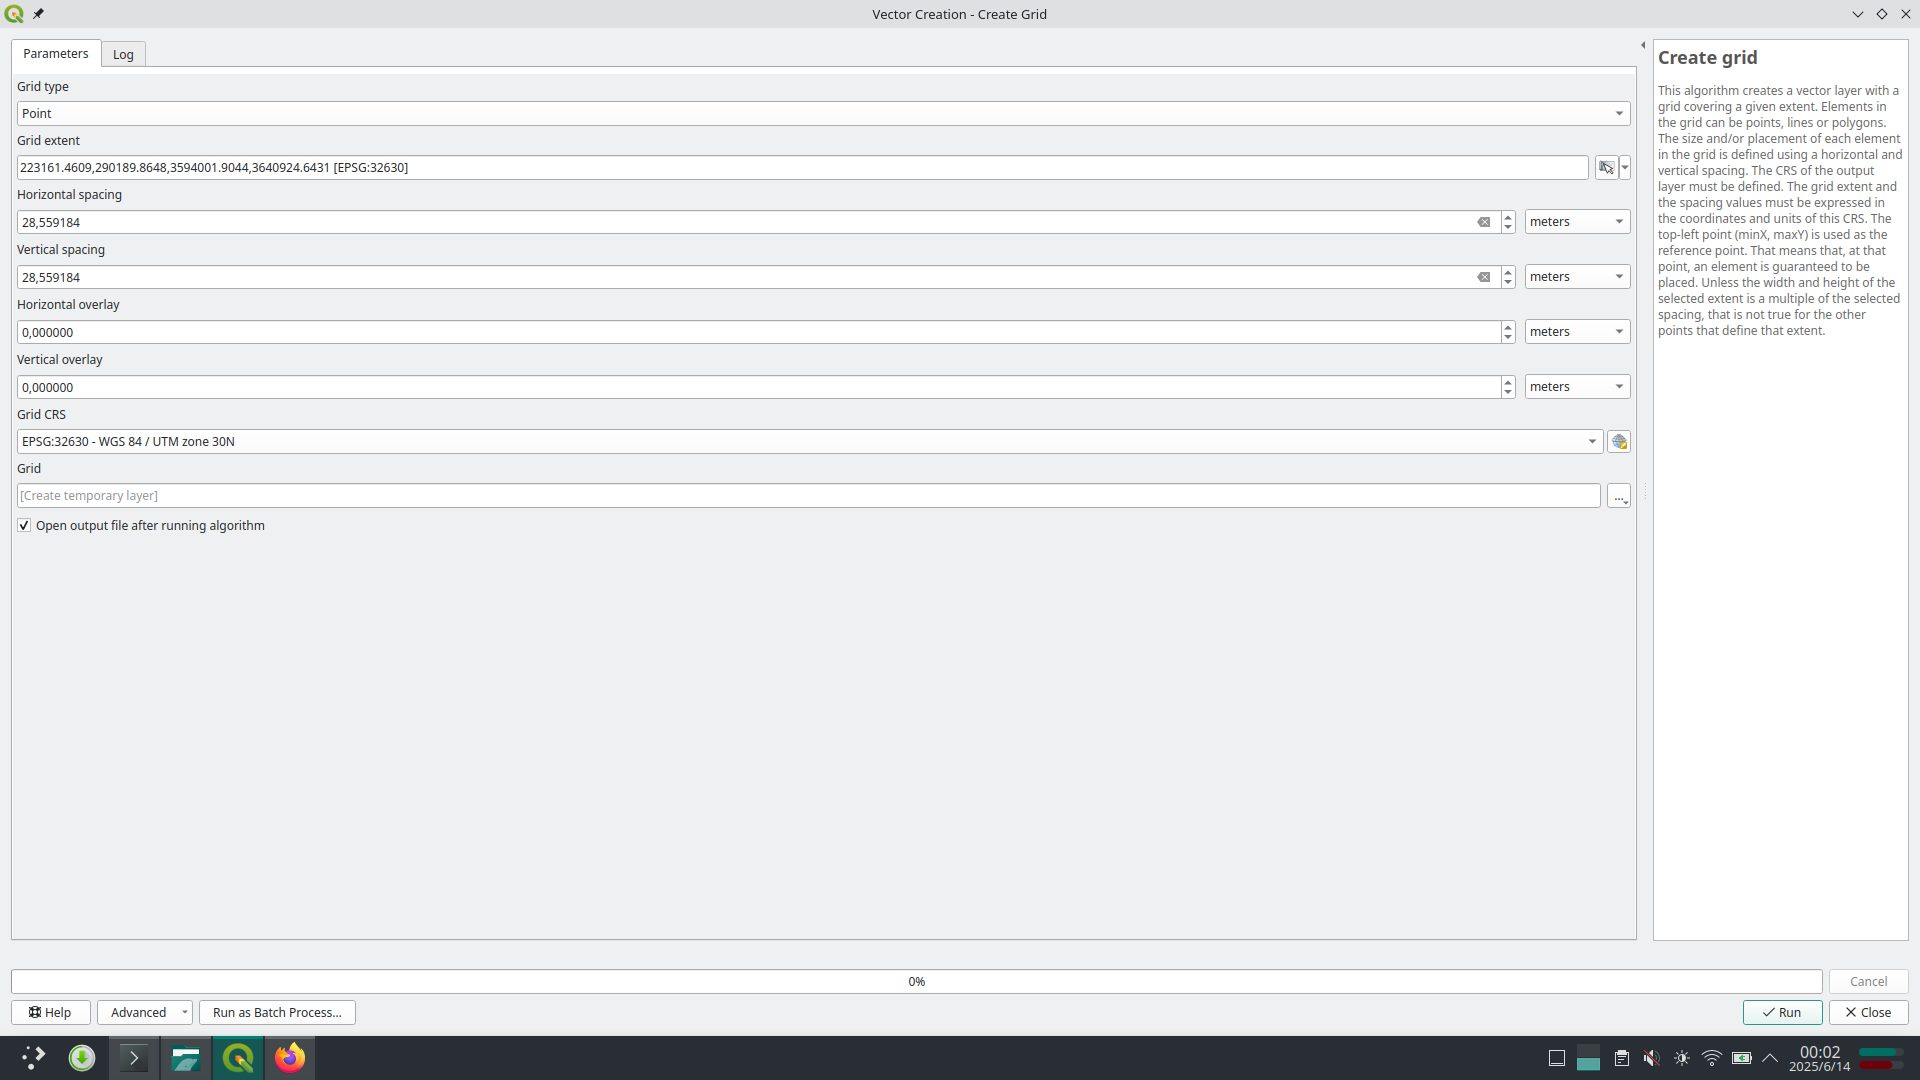 Vector Creation - Create Grid
Parameters
Log
Grid type
Point
Grid extent
223161.4609,290189.8648,3594001.9044,3640924.6431 [EPSG:32630]
Horizontal spacing
28,559184
meters
Vertical spacing
28,559184
meters
Horizontal overlay
0,000000
meters
Vertical overlay
0,000000
meters
Grid CRS
EPSG:32630 - WGS 84 / UTM zone 30N
Grid
[Create temporary layer]
...
Open output file after running algorithm
Create grid
This algorithm creates a vector layer with a
grid covering a given extent. Elements in
the grid can be points, lines or polygons.
The size and/or placement of each element
in the grid is defined using a horizontal and
vertical spacing. The CRS of the output
layer must be defined. The grid extent and
the spacing values must be expressed in
the coordinates and units of this CRS. The
top-left point (minX, maxY) is used as the
reference point. That means that, at that
point, an element is guaranteed to be
placed. Unless the width and height of the
selected extent is a multiple of the selected
spacing, that is not true for the other
points that define that extent.
0%
Cancel
Help
Advanced
Run as Batch Process...
Run
Close
00:02
2025/6/14